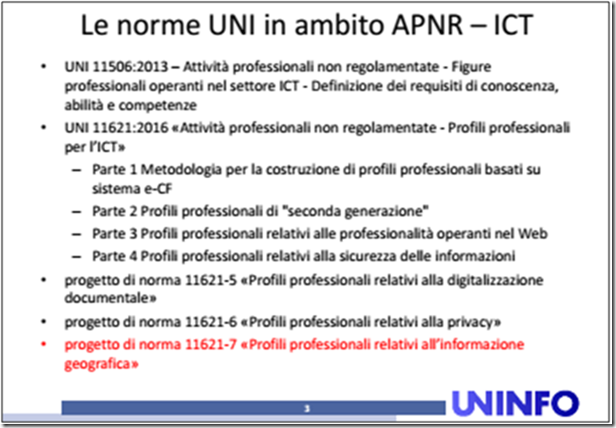 Le norme UNI in ambito APNR – ICT
• UNI 11506:2013 – Attività professionali non regolamentate - Figure
professionali operanti nel settore ICT - Definizione dei requisiti di conoscenza,
abilità e competenze
• UNI 11621:2016 «Attività professionali non regolamentate - Profili professionali
per l'ICT»
– Parte 1 Metodologia per la costruzione di profili professionali basati su
sistema e-CF
– Parte 2 Profili professionali di "seconda generazione"
– Parte 3 Profili professionali relativi alle professionalità operanti nel Web
– Parte 4 Profili professionali relativi alla sicurezza delle informazioni
• progetto di norma 11621-5 «Profili professionali relativi alla digitalizzazione
documentale»
• progetto di norma 11621-6 «Profili professionali relativi alla privacy»
• progetto di norma 11621-7 «Profili professionali relativi all'informazione
geografica»
3
UNINFO